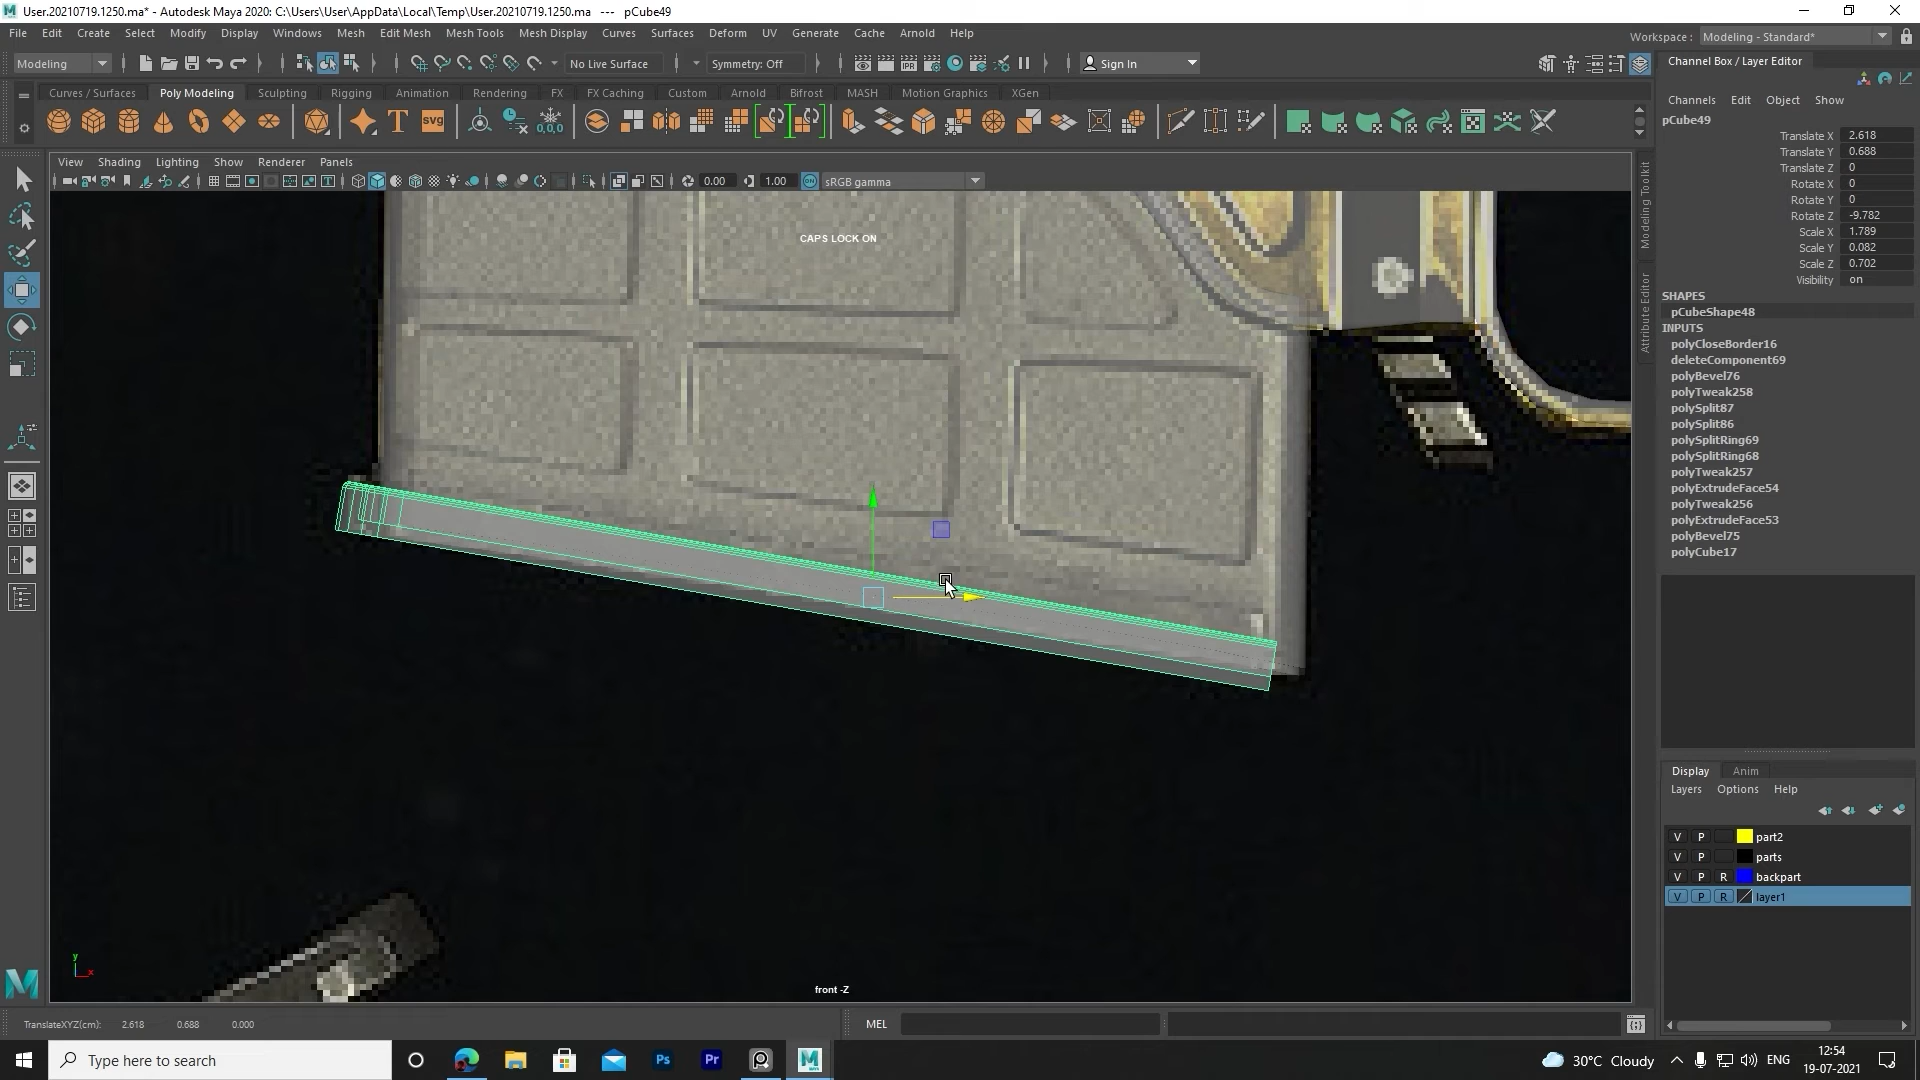 User.20210719.1250.ma* - Autodesk Maya 2020: C:\Users\User\AppData\Local\Temp\User.20210719.1250.ma --- pCube49
File Edit Create Select Modify Display Windows Mesh Edit Mesh Mesh Tools Mesh Display Curves Surfaces Deform UV Generate Cache Arnold Help
Workspace : Modeling - Standard*
Modeling
No Live Surface
Symmetry: Off
Sign In
Curves / Surfaces Poly Modeling Sculpting Rigging Animation Rendering FX FX Caching Custom Arnold Bifrost MASH Motion Graphics XGen
SVG
0,0,0
View Shading Lighting Show Renderer Panels
0.00
1.00
ON
sRGB gamma
CAPS LOCK ON
y
x
front -Z
Modeling Toolkit
Attribute Editor
Channel Box / Layer Editor
Channels Edit Object Show
pCube49
Translate X 2.618
Translate Y 0.688
Translate Z 0
Rotate X 0
Rotate Y 0
Rotate Z -9.782
Scale X 1.789
Scale Y 0.082
Scale Z 0.702
Visibility on
SHAPES
pCubeShape48
INPUTS
polyCloseBorder16
deleteComponent69
polyBevel76
polyTweak258
polySplit87
polySplit86
polySplitRing69
polySplitRing68
polyTweak257
polyExtrudeFace54
polyTweak256
polyExtrudeFace53
polyBevel75
polyCube17
Display Anim
Layers Options Help
V P part2
V P parts
V P R backpart
V P R layer1
TranslateXYZ(cm): 2.618 0.688 0.000
MEL
Type here to search
Ps
Pr
30°C Cloudy
ENG
12:54
19-07-2021